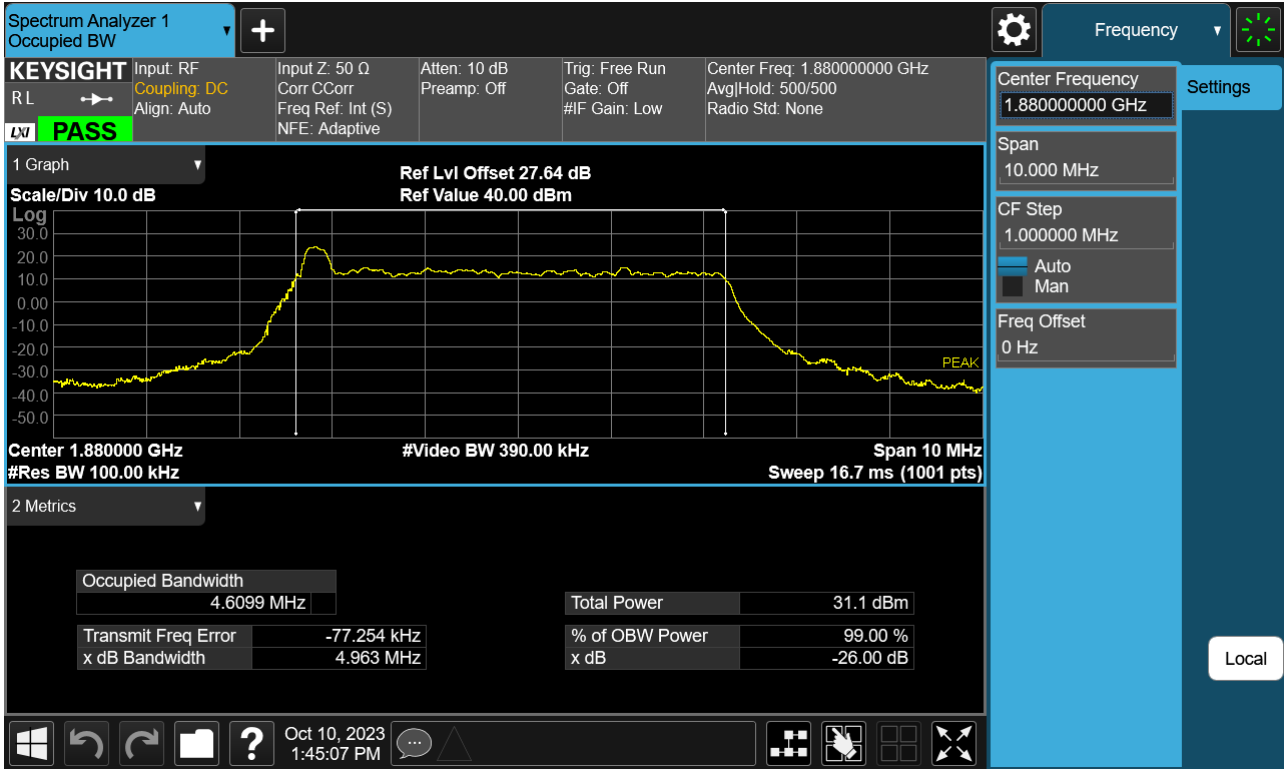 Spectrum Analyzer 1
Occupied BW
Frequency
KEYSIGHT
R L
LXI
PASS
Input: RF
Coupling: DC
Align: Auto
Input Z: 50 Ω
Corr CCorr
Freq Ref: Int (S)
NFE: Adaptive
Atten: 10 dB
Preamp: Off
Trig: Free Run
Gate: Off
#IF Gain: Low
Center Freq: 1.880000000 GHz
Avg|Hold: 500/500
Radio Std: None
1 Graph
Scale/Div 10.0 dB
Ref Lvl Offset 27.64 dB
Ref Value 40.00 dBm
Log
30.0
20.0
10.0
0.00
-10.0
-20.0
-30.0
-40.0
-50.0
PEAK
Center 1.880000 GHz
#Video BW 390.00 kHz
Span 10 MHz
#Res BW 100.00 kHz
Sweep 16.7 ms (1001 pts)
2 Metrics
Occupied Bandwidth
4.6099 MHz
Transmit Freq Error -77.254 kHz
x dB Bandwidth 4.963 MHz
Total Power 31.1 dBm
% of OBW Power 99.00 %
x dB -26.00 dB
Center Frequency
1.880000000 GHz
Span
10.000 MHz
CF Step
1.000000 MHz
Auto
Man
Freq Offset
0 Hz
Settings
Local
?
Oct 10, 2023
1:45:07 PM